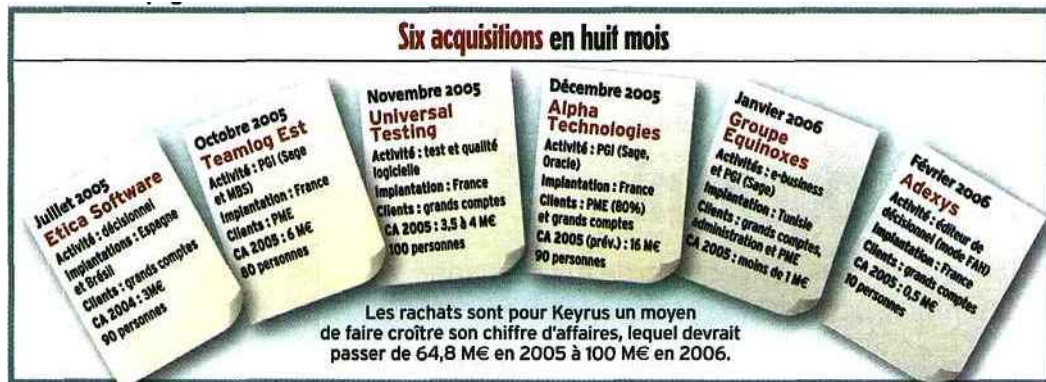 Six acquisitions en huit mois
Juillet 2005
Etica Software
Activité : décisionnel
Implantations : Espagne
et Brésil
Clients : grands comptes
CA 2004 : 3M€
90 personnes
Octobre 2005
Teamlog Est
Activité : PGI (Sage
et MBS)
Implantation : France
Clients : PME
CA 2005 : 6 M€
80 personnes
Novembre 2005
Universal
Testing
Activité : test et qualité
logicielle
Implantation : France
Clients : grands comptes
CA 2005 : 3,5 à 4 M€
100 personnes
Décembre 2005
Alpha
Technologies
Activité : PGI (Sage,
Oracle)
Implantation : France
Clients : PME (80%)
et grands comptes
CA 2005 (prév.) : 16 M€
90 personnes
Janvier 2006
Groupe
Equinoxes
Activités : e-business
et PGI (Sage)
Implantation : Tunisie
Clients : grands comptes,
administration et PME
CA 2005 : moins de 1 M€
Février 2006
Adexys
Activité : éditeur de
décisionnel (mode FAH)
Implantation : France
Clients : grands comptes
CA 2005 : 0,5 M€
10 personnes
Les rachats sont pour Keyrus un moyen
de faire croître son chiffre d'affaires, lequel devrait
passer de 64,8 M€ en 2005 à 100 M€ en 2006.